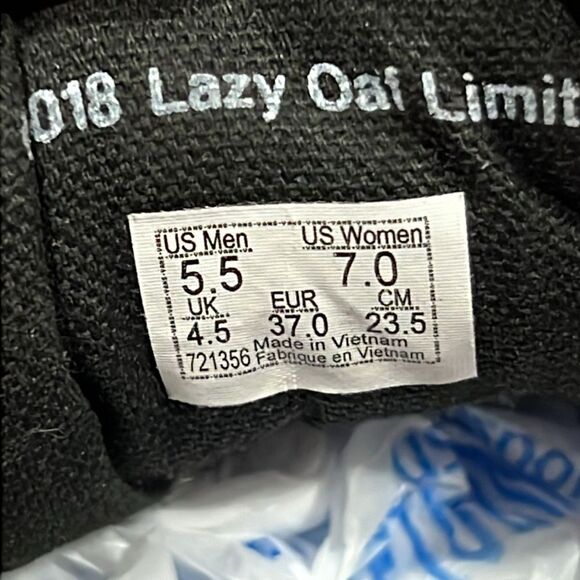 2018 Lazy Oaf Limit
US Men US Women
5.5 7.0
UK EUR CM
4.5 37.0 23.5
Made in Vietnam
721356 Fabrique en Vietnam